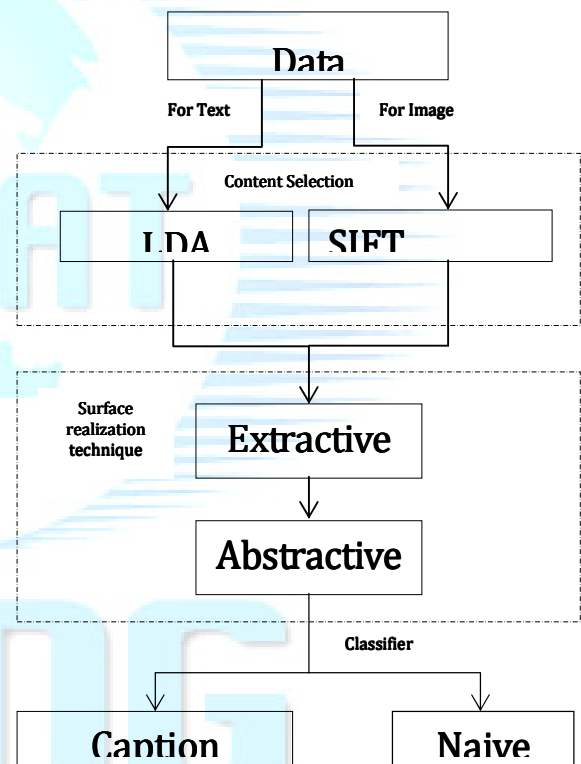 Data
For Text
For Image
Content Selection
LDA
SIFT
Surface
realization
technique
Extractive
Abstractive
Classifier
Caption
Naive